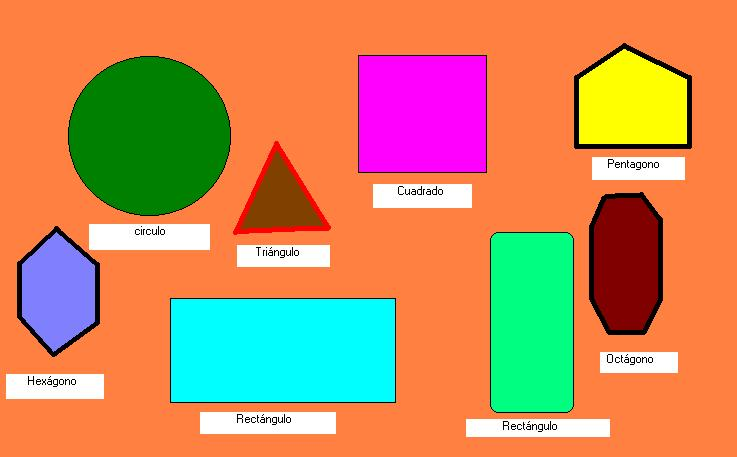 Pentagono
Cuadrado
circulo
Triángulo
Octágono
Hexágono
Rectángulo
Rectángulo